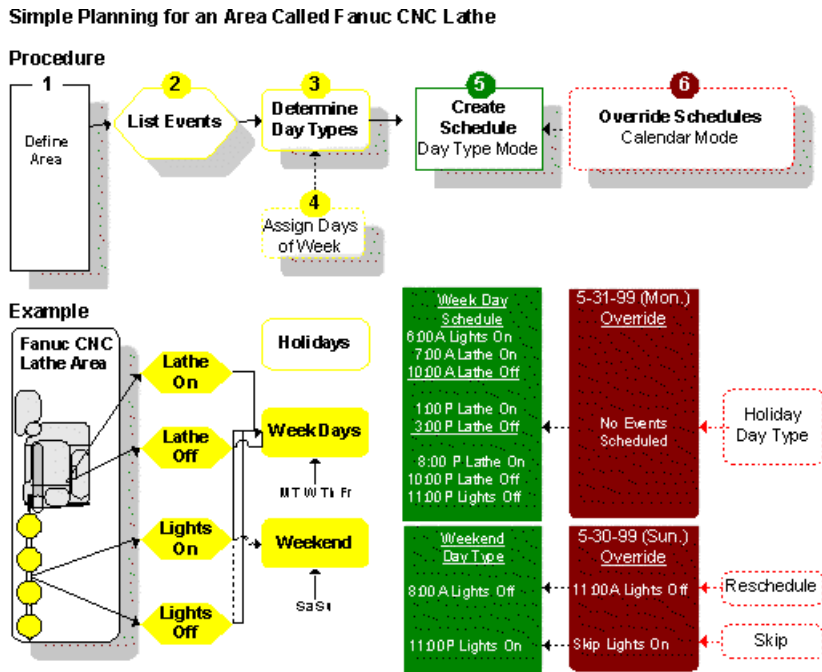 Simple Planning for an Area Called Fanuc CNC Lathe
Procedure
1
Define
Area
2
List Events
3
Determine
Day Types
4
Assign Days
of Week
5
Create
Schedule
Day Type Mode
6
Override Schedules
Calendar Mode
Example
Fanuc CNC
Lathe Area
Lathe
On
Lathe
Off
Lights
On
Lights
Off
Holidays
Week Days
M T W Th Fr
Weekend
Sa Su
Week Day
Schedule
6:00A Lights On
7:00 A Lathe On
10:00 A Lathe Off
1:00 P Lathe On
3:00 P Lathe Off
8:00 P Lathe On
10:00 P Lathe Off
11:00 P Lights Off
Weekend
Day Type
8:00 A Lights Off
11:00P Lights On
5-31-99 (Mon.)
Override
No Events
Scheduled
Holiday
Day Type
5-30-99 (Sun.)
Override
11:00A Lights Off
Skip Lights On
Reschedule
Skip